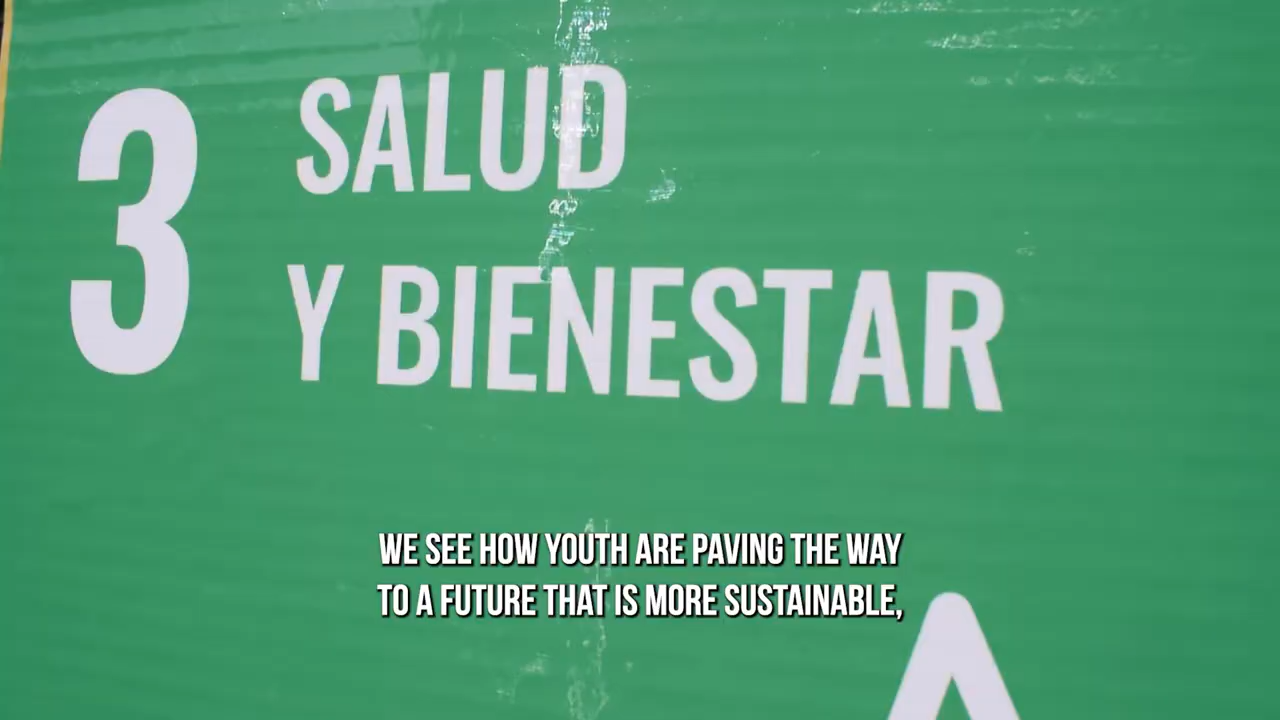 3
SALUD
Y BIENESTAR
WE SEE HOW YOUTH ARE PAVING THE WAY
TO A FUTURE THAT IS MORE SUSTAINABLE,